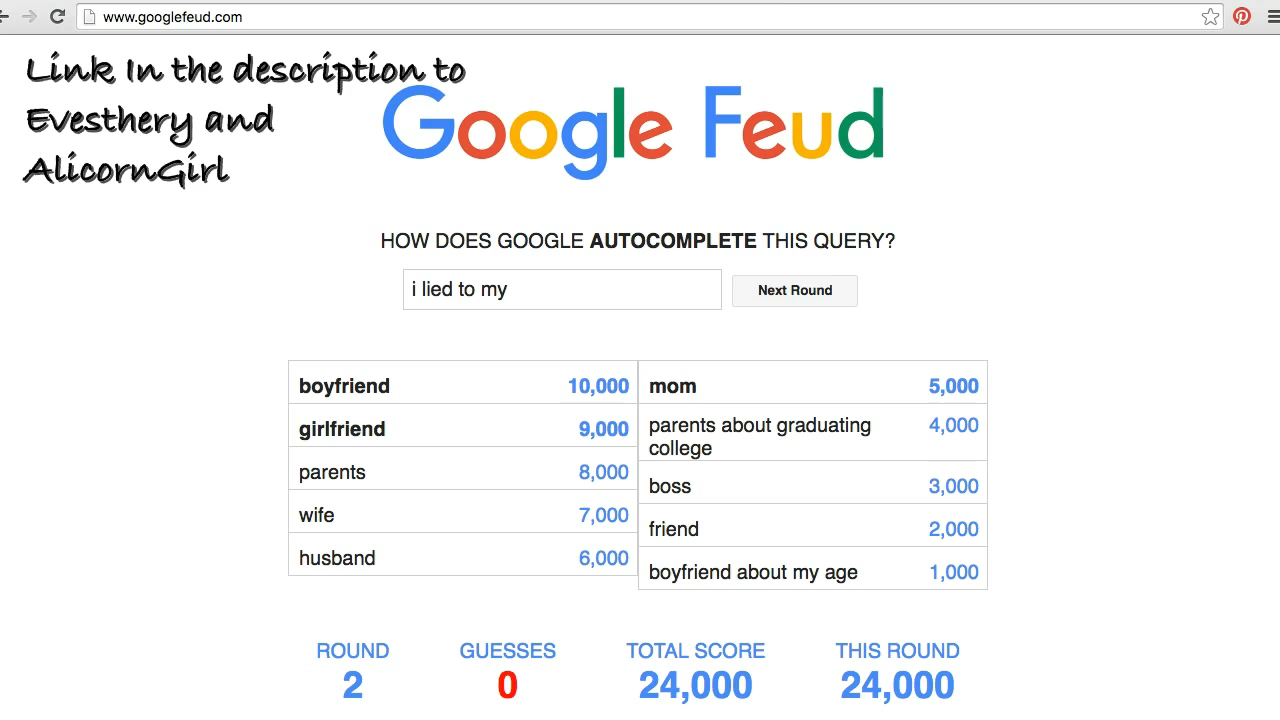 www.googlefeud.com
Link In the description to
Evesthery and
AlicornGirl
Google Feud
HOW DOES GOOGLE AUTOCOMPLETE THIS QUERY?
i lied to my
Next Round
boyfriend 10,000
girlfriend 9,000
parents 8,000
wife 7,000
husband 6,000
mom 5,000
parents about graduating 4,000
college
boss 3,000
friend 2,000
boyfriend about my age 1,000
ROUND GUESSES TOTAL SCORE THIS ROUND
2 0 24,000 24,000